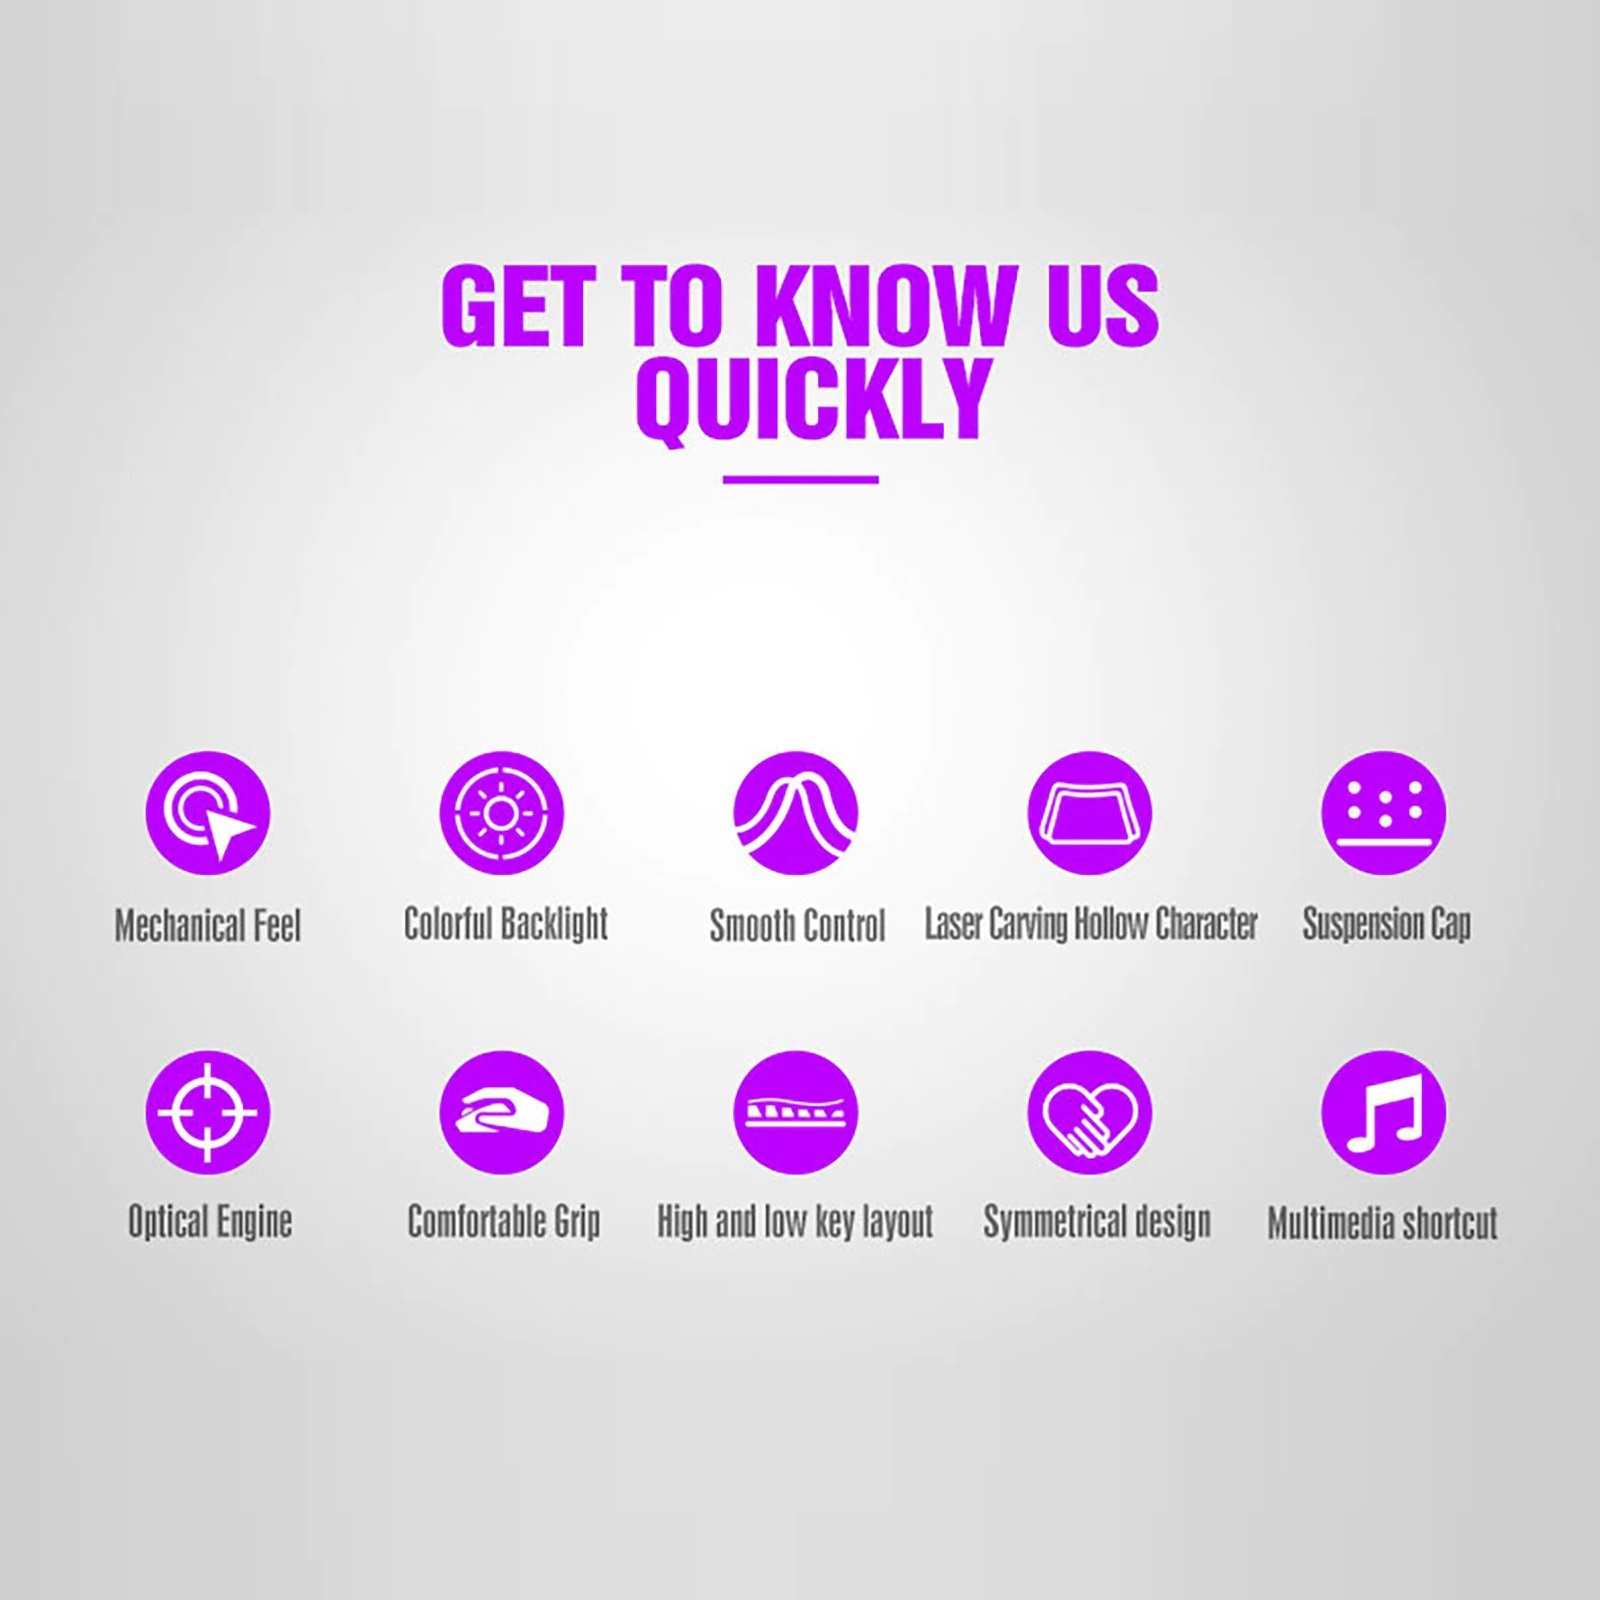 GET TO KNOW US
QUICKLY
Mechanical Feel
Colorful Backlight
Smooth Control
Laser Carving Hollow Character
Suspension Cap
Optical Engine
Comfortable Grip
High and low key layout
Symmetrical design
Multimedia shortcut